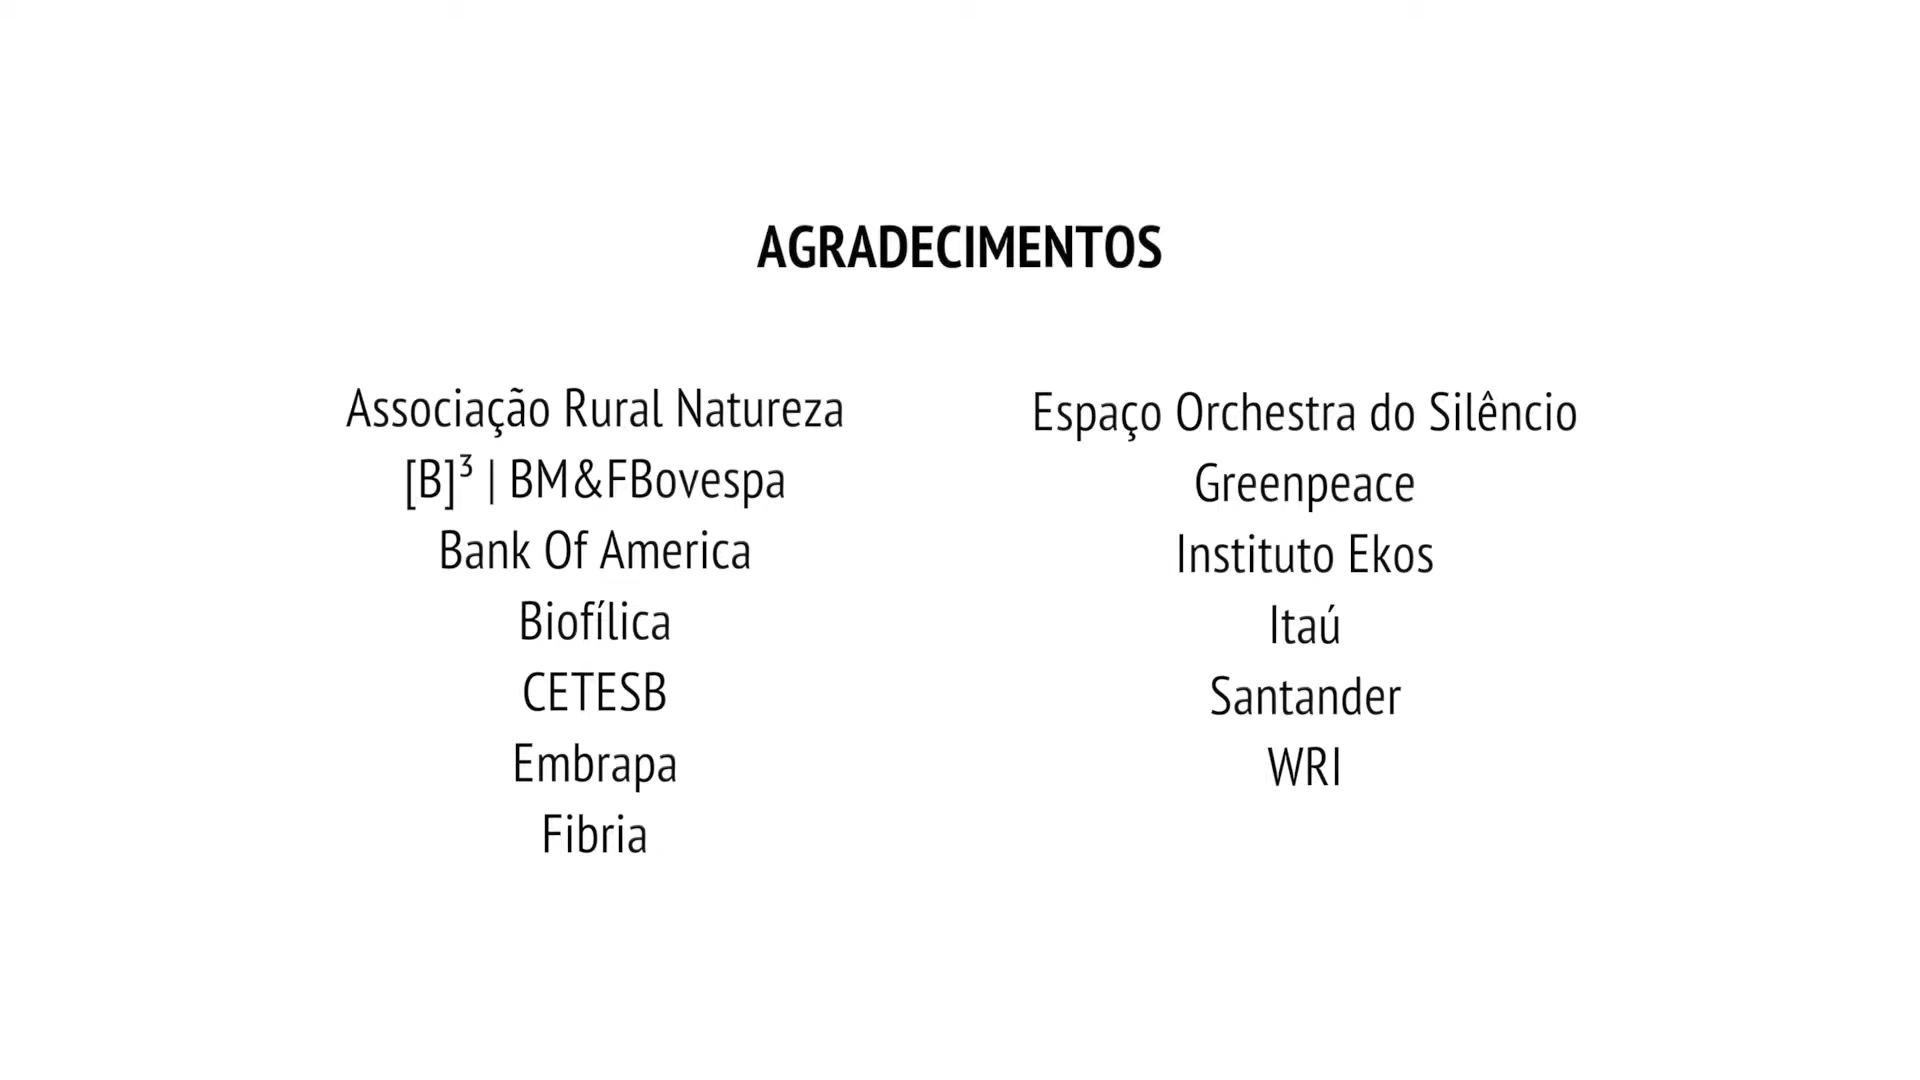 AGRADECIMENTOS
Associação Rural Natureza
[B]³ | BM&FBovespa
Bank Of America
Biofílica
CETESB
Embrapa
Fibria
Espaço Orchestra do Silêncio
Greenpeace
Instituto Ekos
Itaú
Santander
WRI